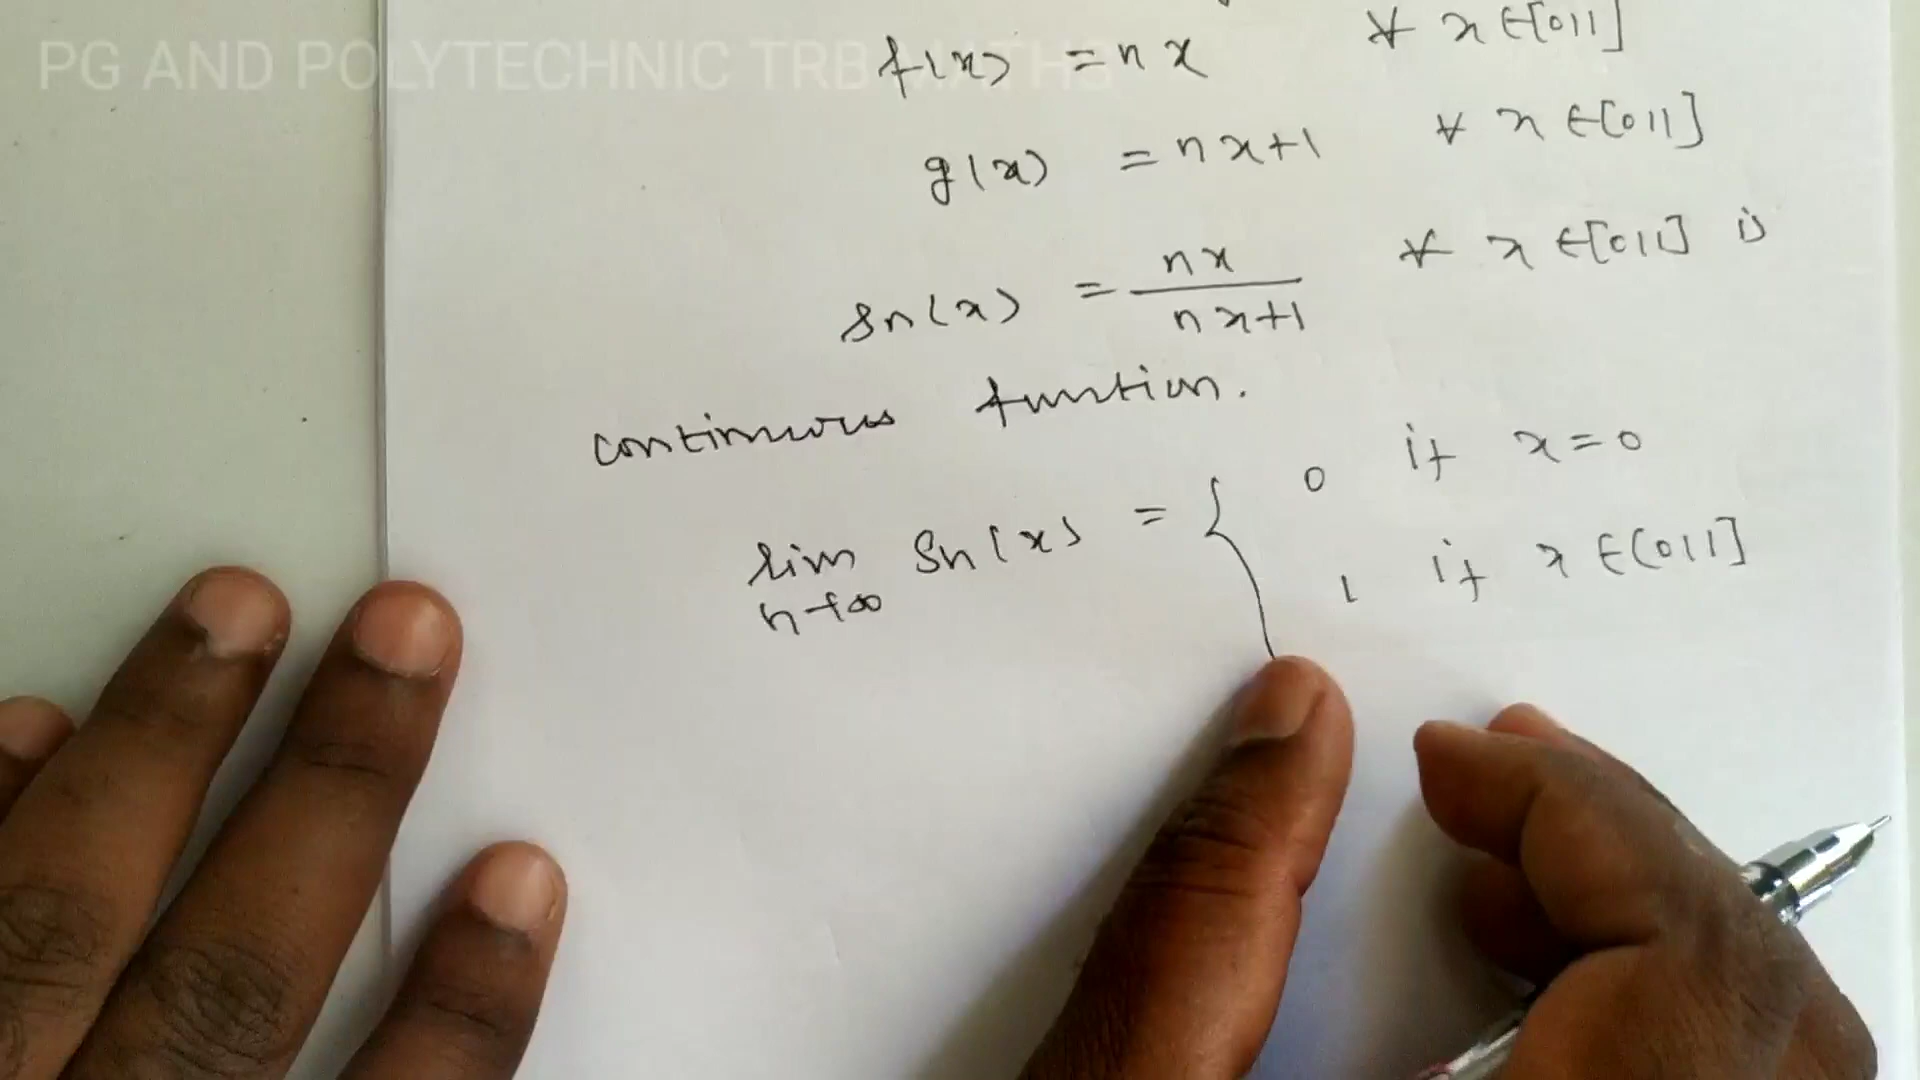 PG AND POLYTECHNIC TRB MATHS
f(x) = nx ∀ x ∈ [0,1]
g(x) = nx+1 ∀ x ∈ [0,1]
Sn(x) = nx / nx+1 ∀ x ∈ [0,1] is
continuous function.
lim n→∞ Sn(x) = { 0 if x=0
1 if x ∈ (0,1]